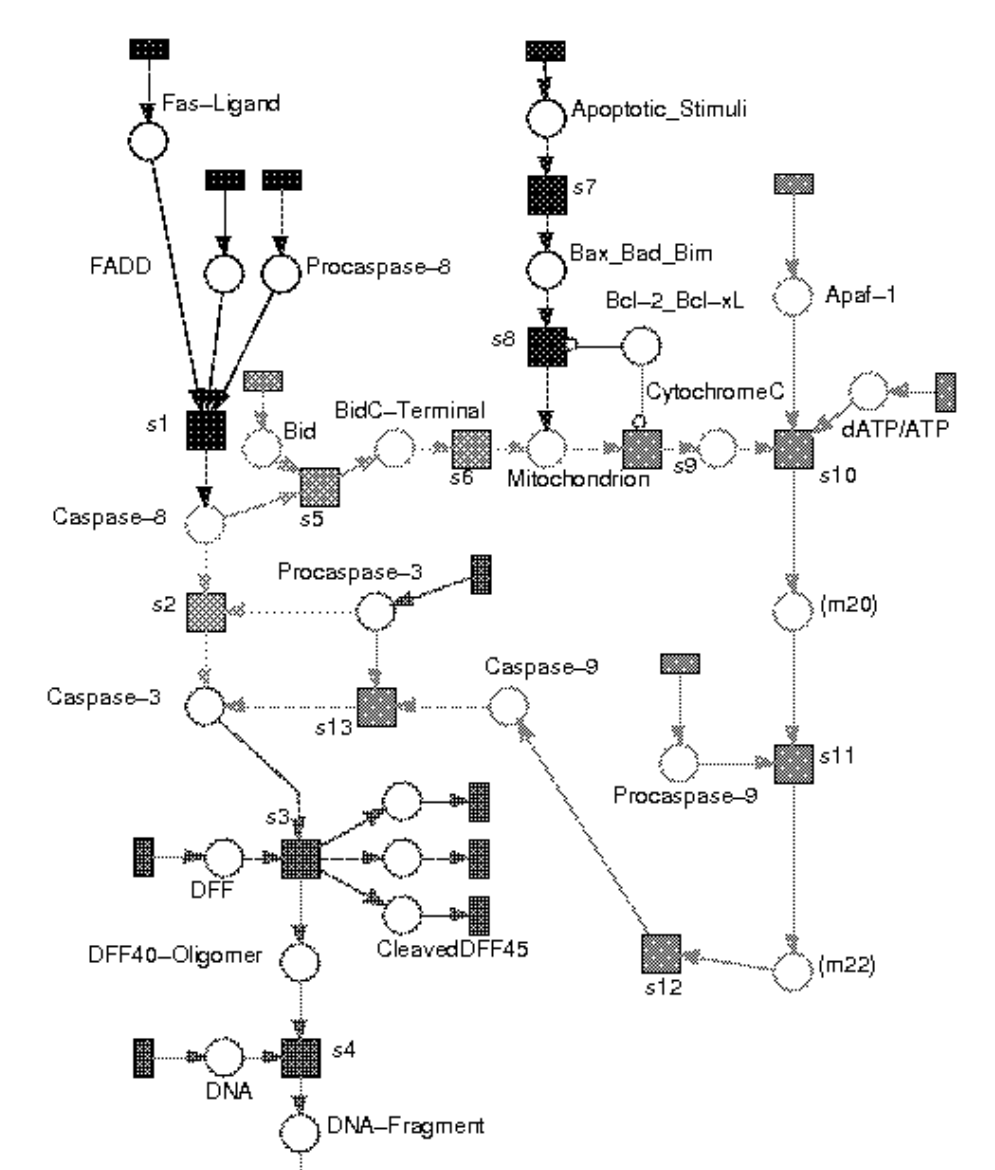 Fas–Ligand
Apoptotic_Stimuli
s7
FADD
Procaspase–8
Bax_Bad_Bim
Bcl–2_Bcl–xL
Apaf–1
s8
CytochromeC
s1
Bid
BidC–Terminal
dATP/ATP
s6
Mitochondrion
s9
s10
Caspase–8
s5
Procaspase–3
s2
(m20)
Caspase–9
Caspase–3
s13
s11
Procaspase–9
s3
DFF
CleavedDFF45
DFF40–Oligomer
(m22)
s12
s4
DNA
DNA–Fragment